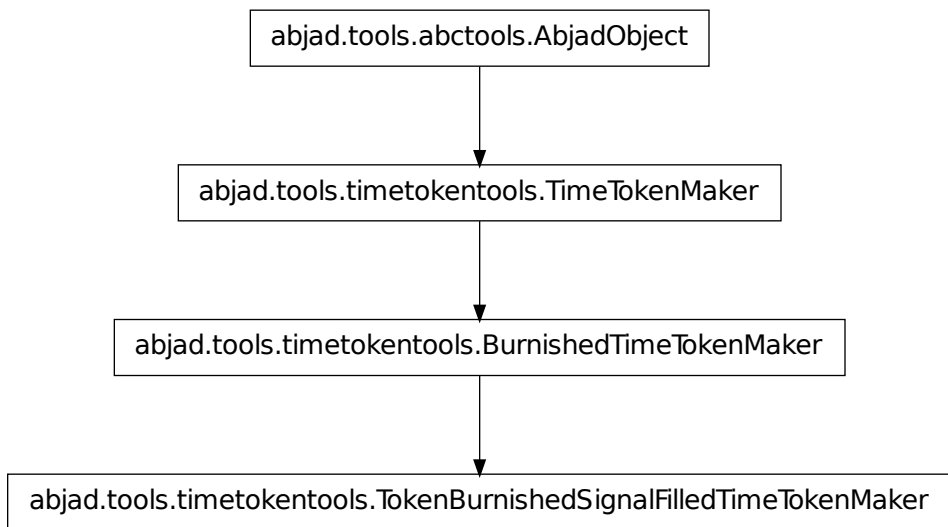 abjad.tools.abctools.AbjadObject
abjad.tools.timetokentools.TimeTokenMaker
abjad.tools.timetokentools.BurnishedTimeTokenMaker
abjad.tools.timetokentools.TokenBurnishedSignalFilledTimeTokenMaker